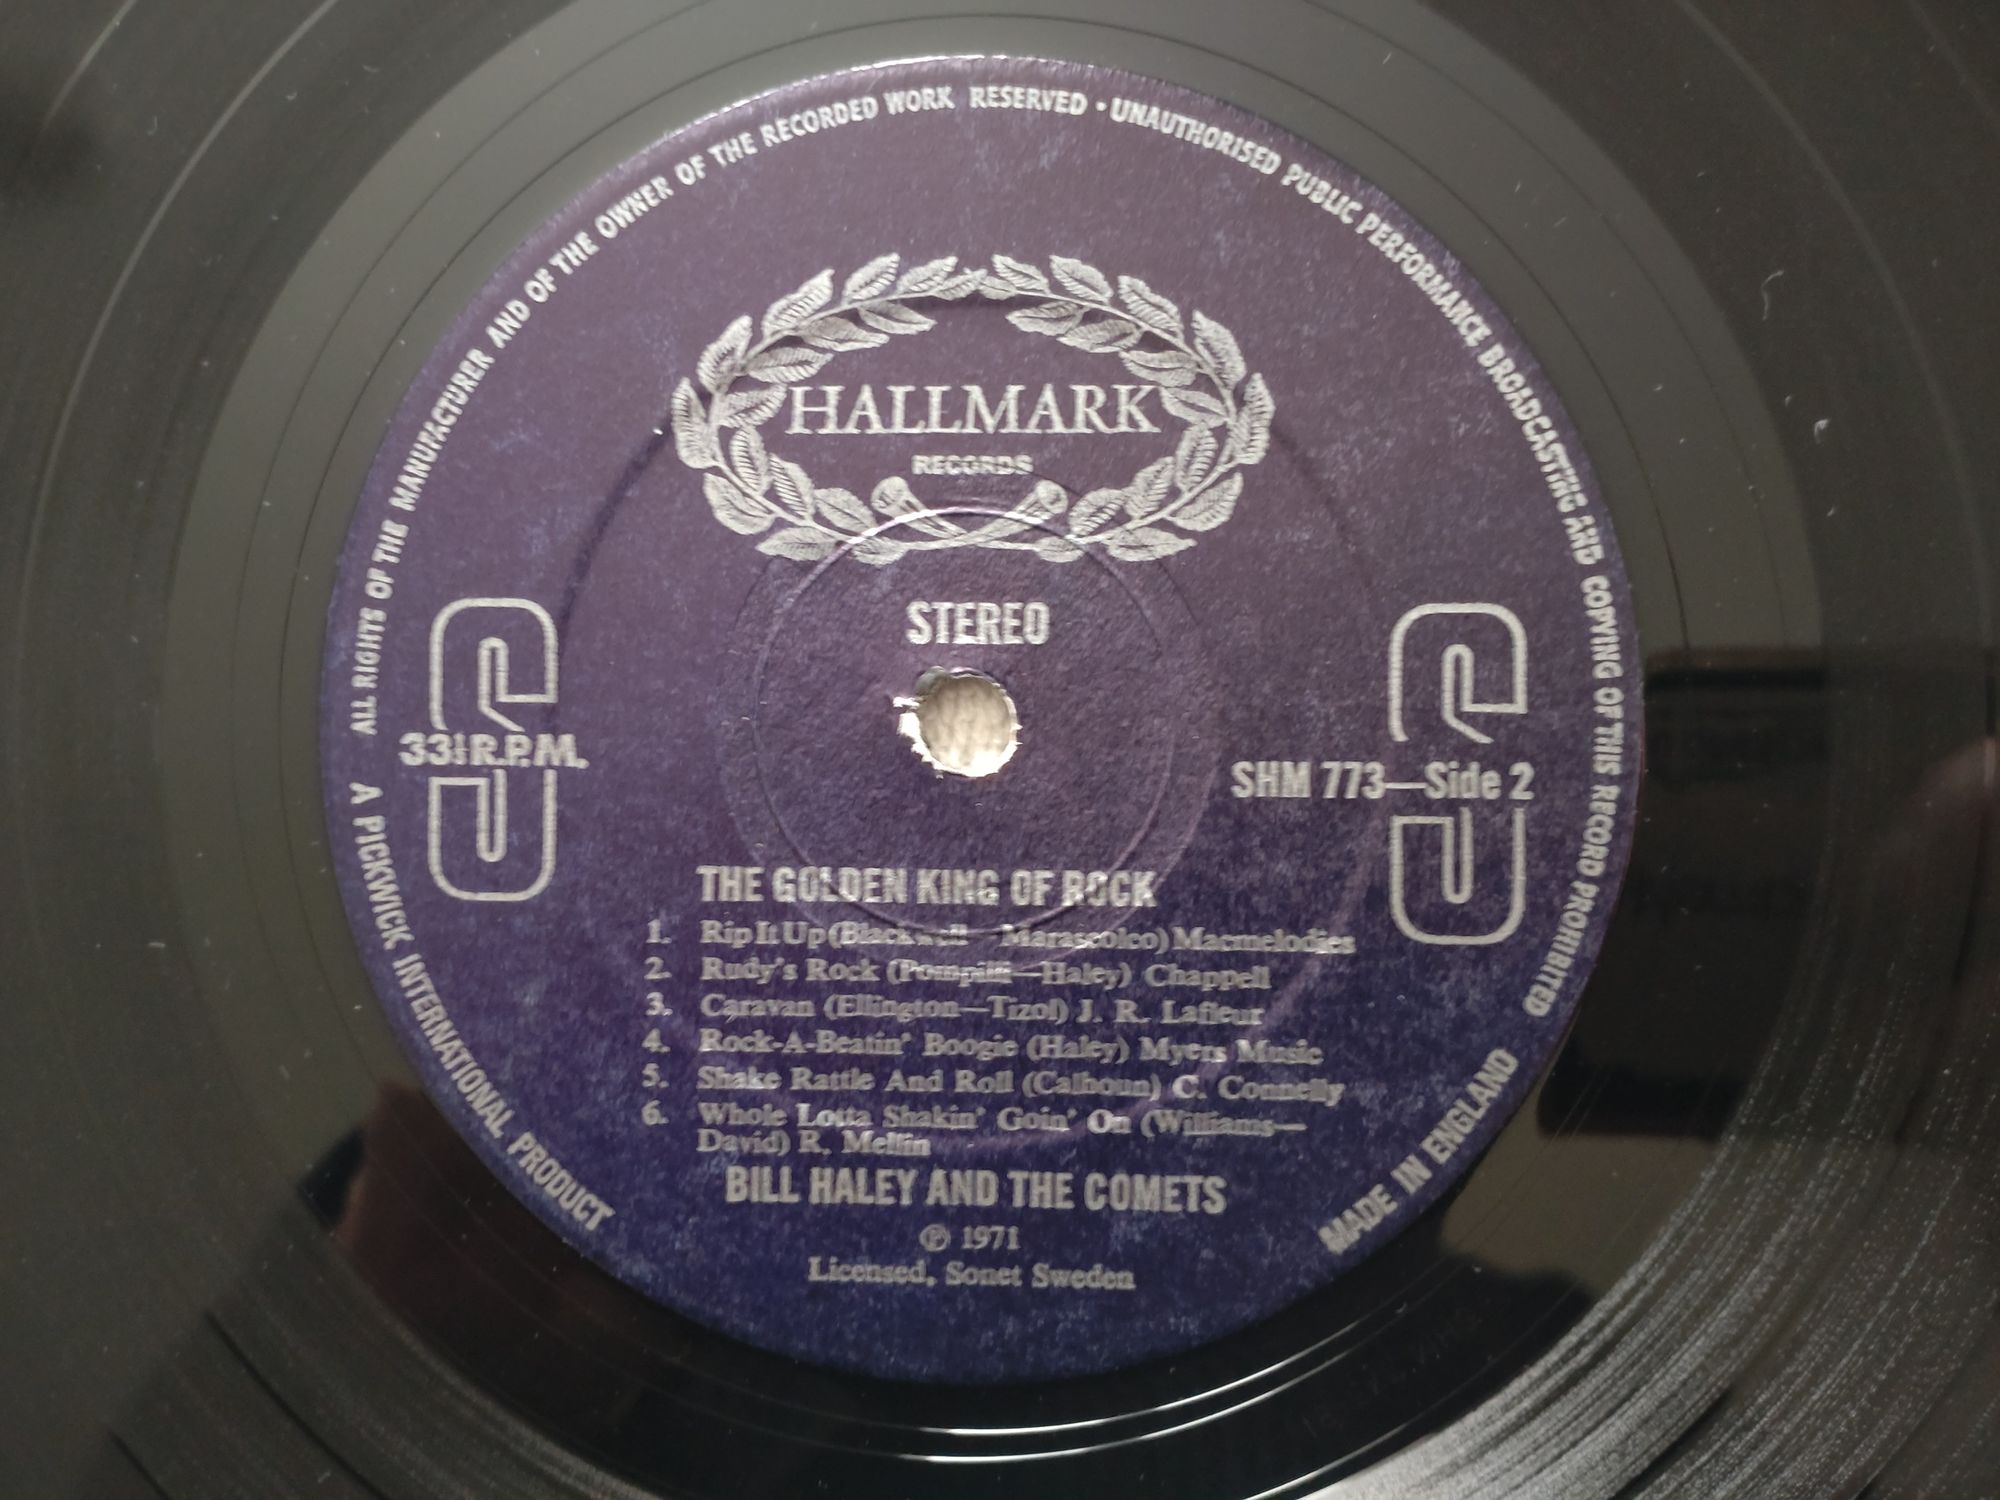 ALL RIGHTS OF THE MANUFACTURER AND OF THE OWNER OF THE RECORDED WORK RESERVED • UNAUTHORISED PUBLIC PERFORMANCE BROADCASTING AND COPYING OF THIS RECORD PROHIBITED
HALLMARK
RECORDS
STEREO
33⅓ R.P.M.
SHM 773—Side 2
THE GOLDEN KING OF ROCK
1. Rip It Up (Blackwell—Marascolco) Macmelodies
2. Rudy's Rock (Pompilli—Haley) Chappell
3. Caravan (Ellington—Tizol) J. R. Lafleur
4. Rock-A-Beatin' Boogie (Haley) Myers Music
5. Shake Rattle And Roll (Calhoun) C. Connelly
6. Whole Lotta Shakin' Goin' On (Williams—
David) R. Mellin
BILL HALEY AND THE COMETS
℗ 1971
Licensed, Sonet Sweden
A PICKWICK INTERNATIONAL PRODUCT
MADE IN ENGLAND